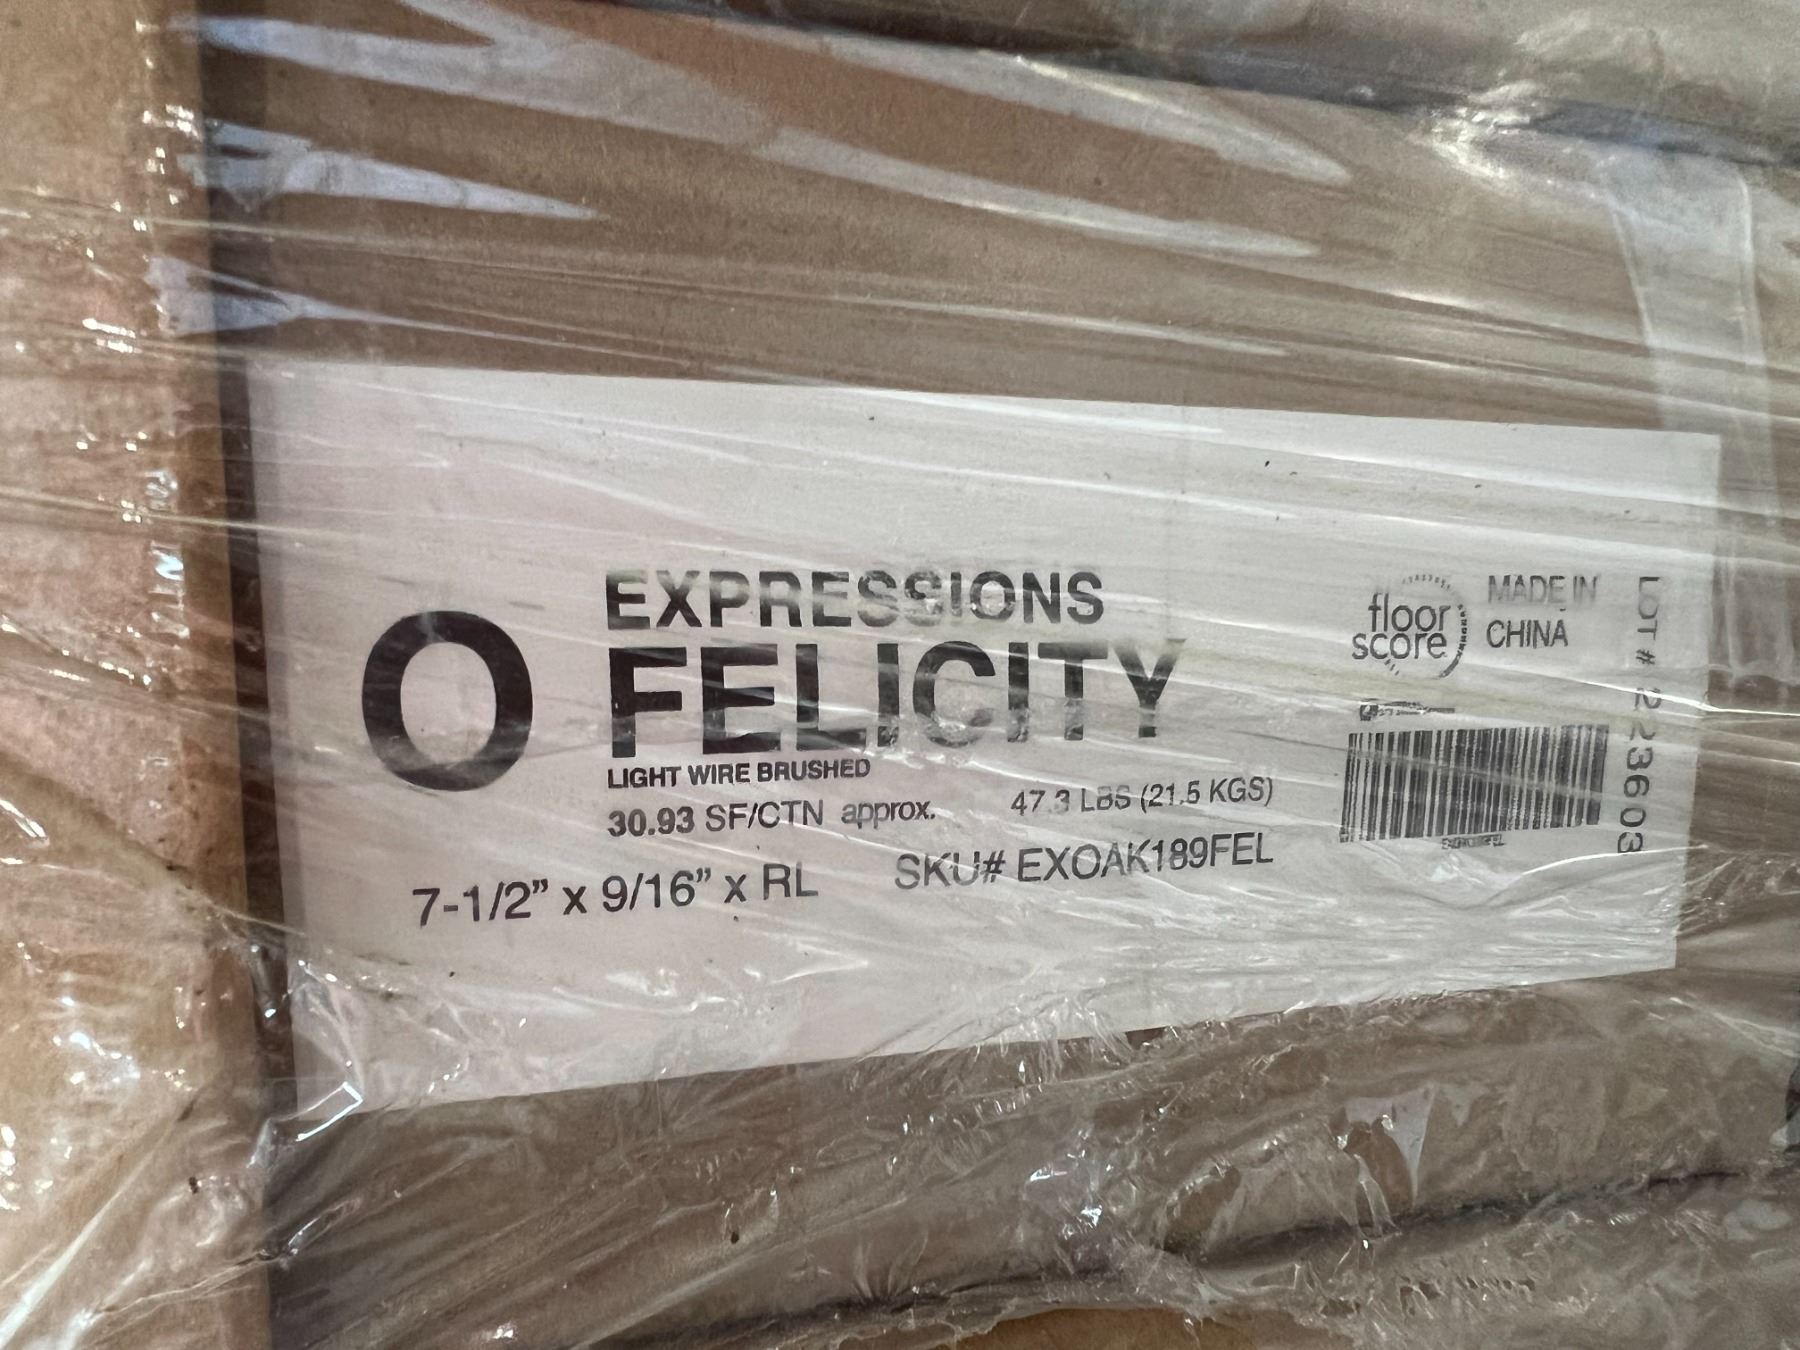 O
EXPRESSIONS
FELICITY
LIGHT WIRE BRUSHED
30.93 SF/CTN approx.
47.3 LBS (21.5 KGS)
7-1/2” x 9/16” x RL
SKU# EXOAK189FEL
floor
score
MADE IN
CHINA
LOT # 2236603